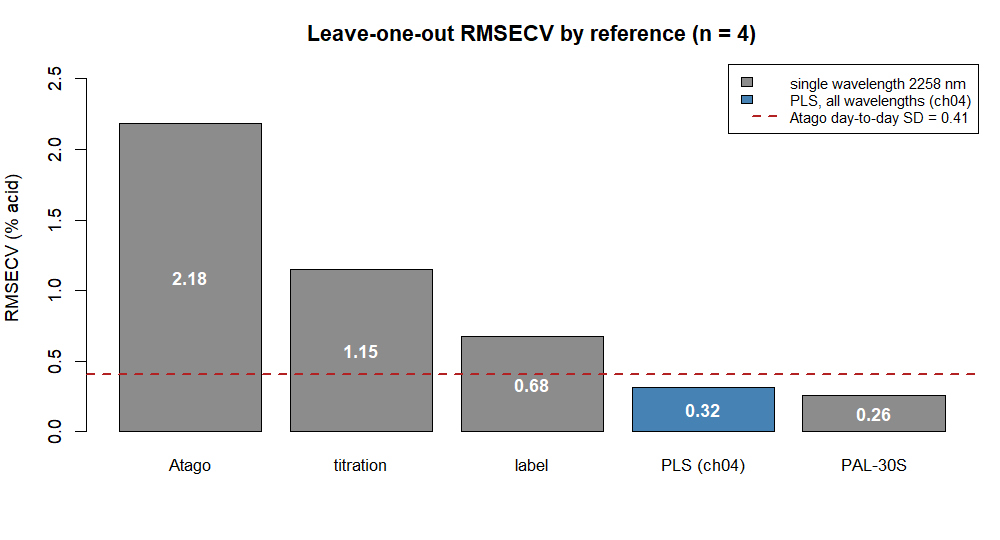 Leave-one-out RMSECV by reference (n = 4)
single wavelength 2258 nm
PLS, all wavelengths (ch04)
Atago day-to-day SD = 0.41
RMSECV (% acid)
2.5
2.0
1.5
1.0
0.5
0.0
2.18
1.15
0.68
0.32
0.26
Atago
titration
label
PLS (ch04)
PAL-30S